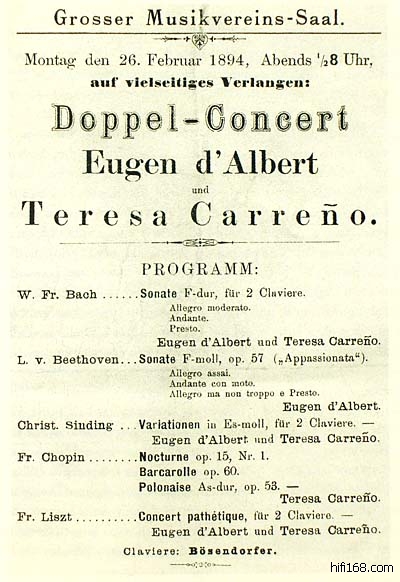 Grosser Musikvereins-Saal.
Montag den 26. Februar 1894, Abends 1/28 Uhr,
auf vielseitiges Verlangen:
Doppel-Concert
Eugen d'Albert
und
Teresa Carreño.
PROGRAMM:
W. Fr. Bach ...... Sonate F-dur, für 2 Claviere.
Allegro moderato.
Andante.
Presto.
Eugen d'Albert und Teresa Carreño.
L. v. Beethoven... Sonate F-moll, op. 57 („Appassionata").
Allegro assai.
Andante con moto.
Allegro ma non troppo e Presto.
Eugen d'Albert.
Christ. Sinding ... Variationen in Es-moll, für 2 Claviere. —
Eugen d'Albert und Teresa Carreño.
Fr. Chopin ....... Nocturne op. 15, Nr. 1.
Barcarolle op. 60.
Polonaise As-dur, op. 53. —
Teresa Carreño.
Fr. Liszt ........ Concert pathétique, für 2 Claviere. —
Eugen d'Albert und Teresa Carreño.
Claviere: Bösendorfer.
hifi168.com